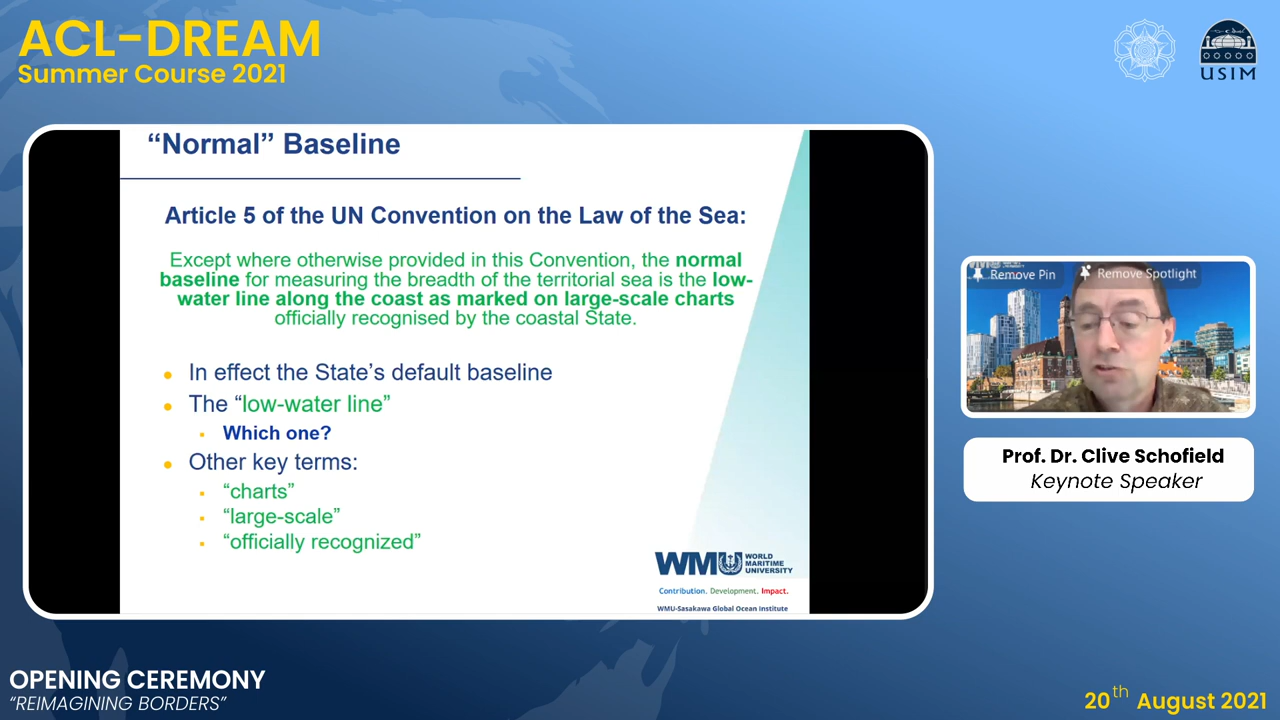 ACL-DREAM
Summer Course 2021
USIM
“Normal” Baseline
Article 5 of the UN Convention on the Law of the Sea:
Except where otherwise provided in this Convention, the normal
baseline for measuring the breadth of the territorial sea is the low-
water line along the coast as marked on large-scale charts
officially recognised by the coastal State.
In effect the State’s default baseline
The “low-water line”
Which one?
Other key terms:
“charts”
“large-scale”
“officially recognized”
WMU WORLD
MARITIME
UNIVERSITY
Contribution. Development. Impact.
WMU-Sasakawa Global Ocean Institute
Remove Pin
Remove Spotlight
Prof. Dr. Clive Schofield
Keynote Speaker
OPENING CEREMONY
“REIMAGINING BORDERS”
20th August 2021